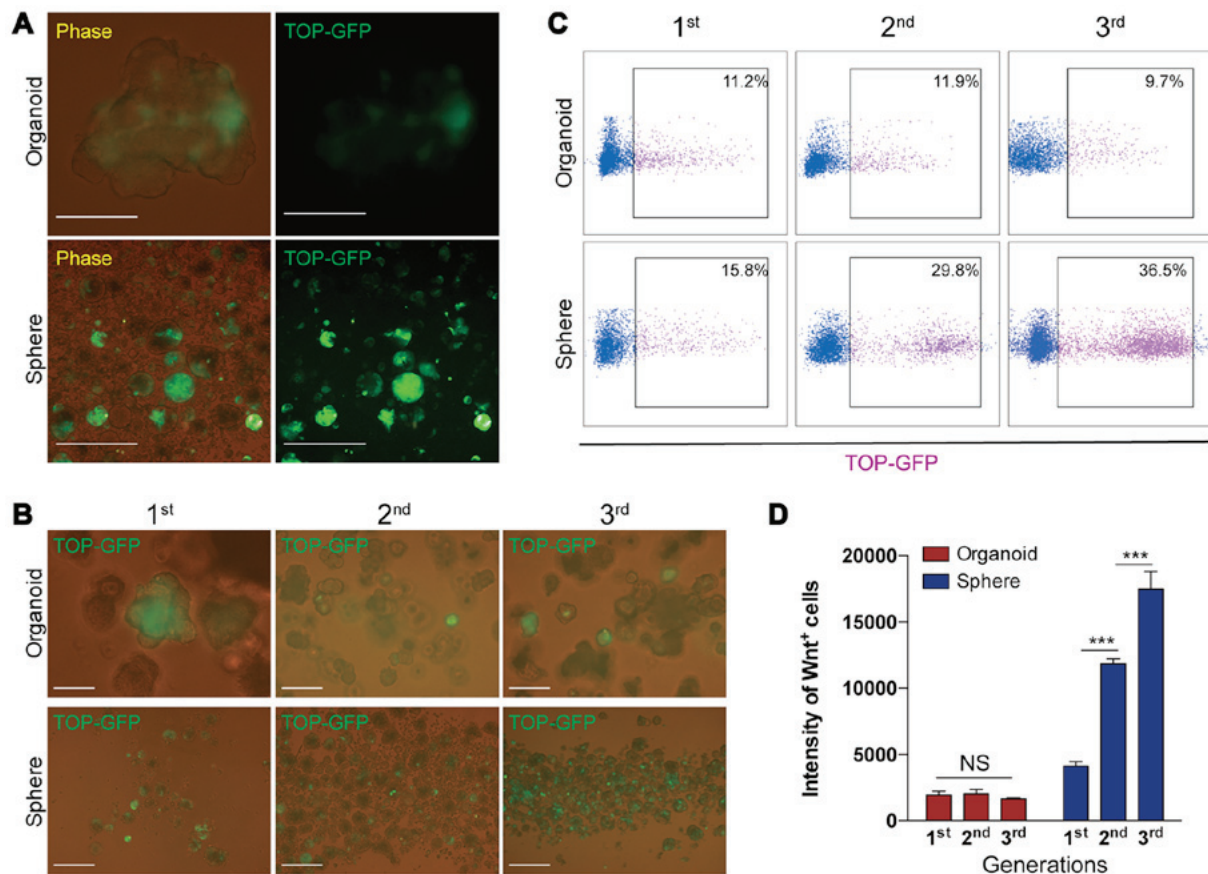 A
Phase
TOP-GFP
Organoid
Phase
TOP-GFP
Sphere
B
1st
2nd
3rd
TOP-GFP
TOP-GFP
TOP-GFP
Organoid
TOP-GFP
TOP-GFP
TOP-GFP
Sphere
C
1st
2nd
3rd
Organoid
11.2%
11.9%
9.7%
Sphere
15.8%
29.8%
36.5%
TOP-GFP
D
Intensity of Wnt+ cells
20000
15000
10000
5000
0
Organoid
Sphere
NS
***
***
1st 2nd 3rd
1st 2nd 3rd
Generations